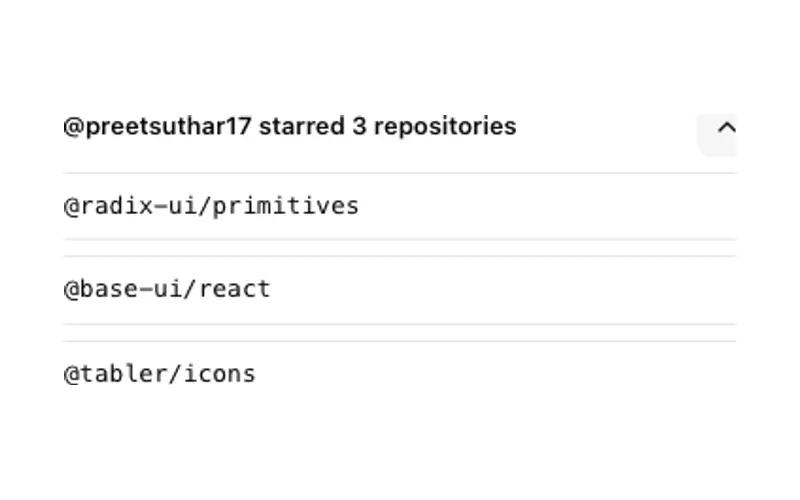 @preetsuthar17 starred 3 repositories
@radix-ui/primitives
@base-ui/react
@tabler/icons